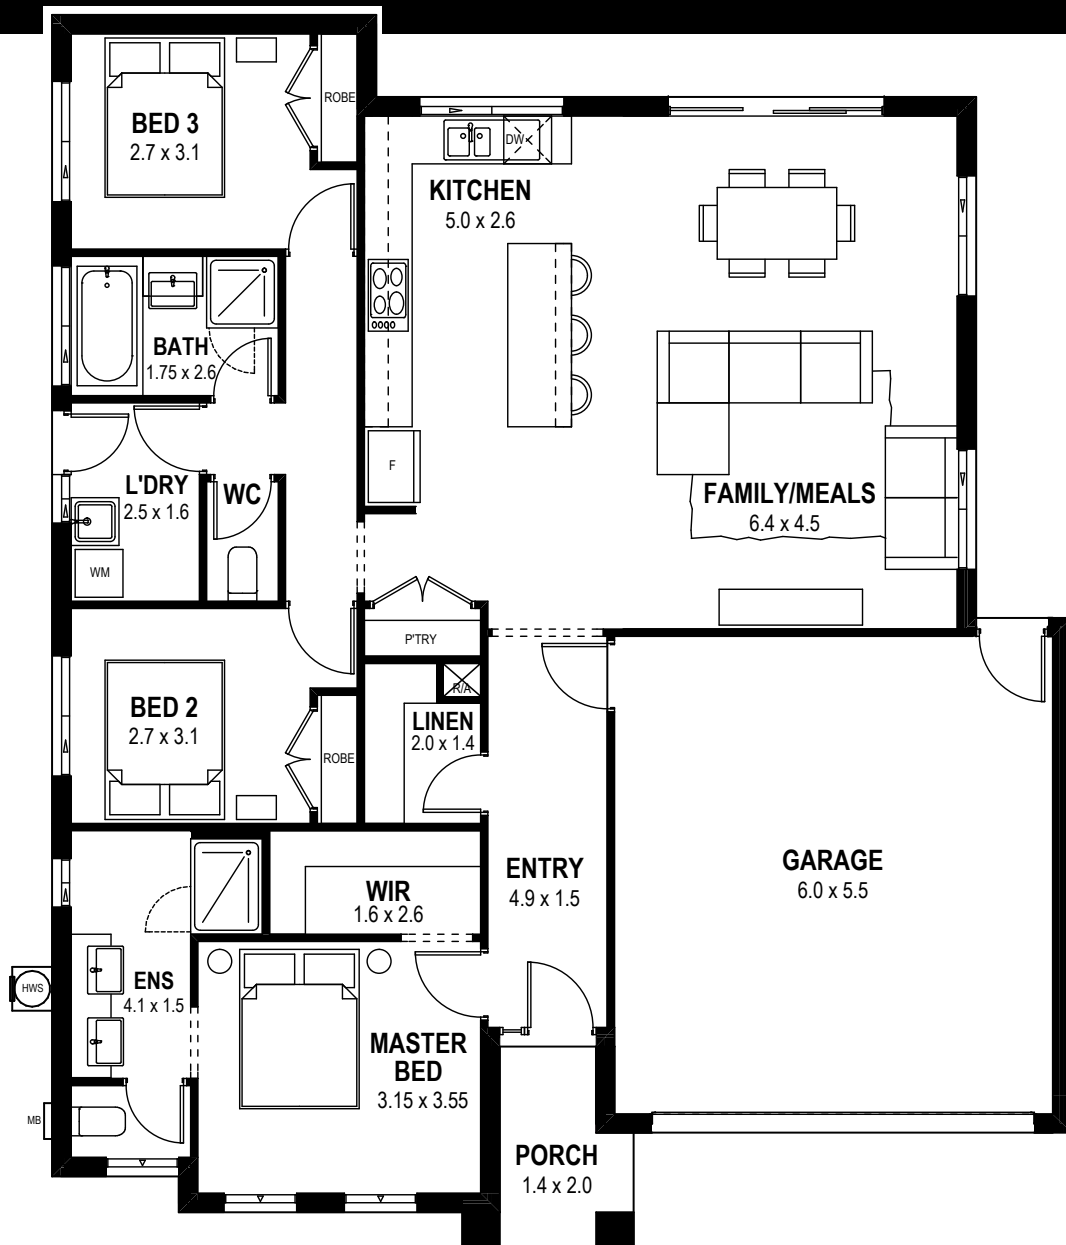 BED 3
2.7 x 3.1
ROBE
DW
KITCHEN
5.0 x 2.6
BATH
1.75 x 2.6
L'DRY
2.5 x 1.6
WC
F
WM
FAMILY/MEALS
6.4 x 4.5
P'TRY
R/A
BED 2
2.7 x 3.1
ROBE
LINEN
2.0 x 1.4
WIR
1.6 x 2.6
ENTRY
4.9 x 1.5
GARAGE
6.0 x 5.5
HWS
ENS
4.1 x 1.5
MASTER
BED
3.15 x 3.55
MB
PORCH
1.4 x 2.0